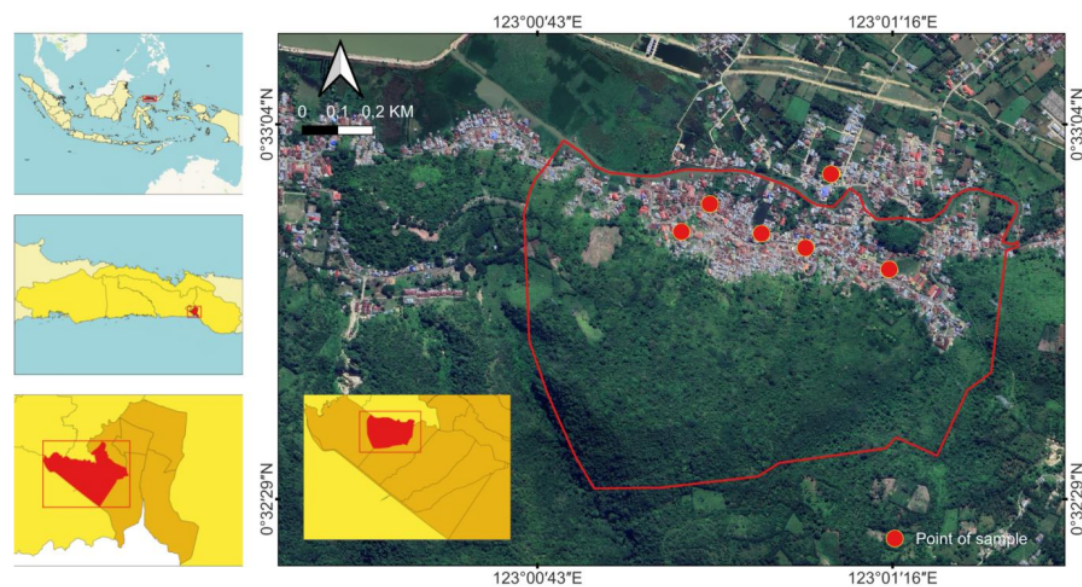 123°00′43″E
123°01′16″E
0°33′04″N
0°33′04″N
0 0.1 0.2 KM
0°32′29″N
0°32′29″N
Point of sample
123°00′43″E
123°01′16″E